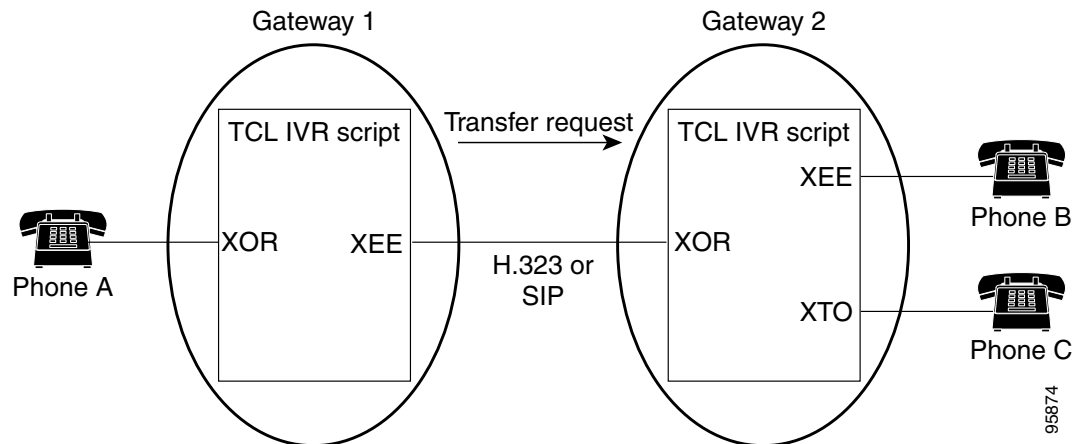 Gateway 1
Gateway 2
TCL IVR script
Transfer request
TCL IVR script
XEE
Phone B
XOR
XEE
XOR
Phone A
H.323 or
SIP
XTO
Phone C
95874